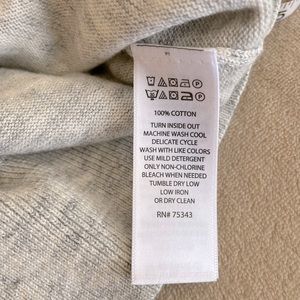 100% COTTON
TURN INSIDE OUT
MACHINE WASH COOL
DELICATE CYCLE
WASH WITH LIKE COLORS
USE MILD DETERGENT
ONLY NON-CHLORINE
BLEACH WHEN NEEDED
TUMBLE DRY LOW
LOW IRON
OR DRY CLEAN
RN# 75343